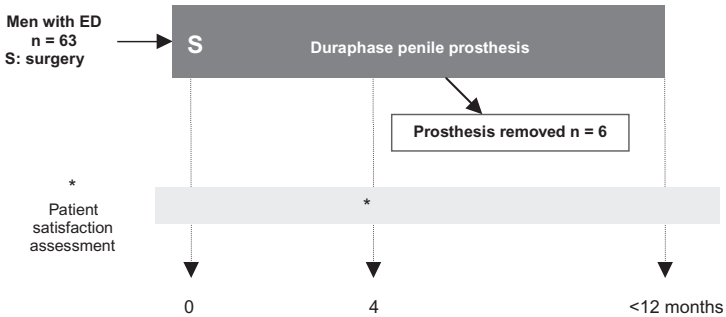 Men with ED
n = 63
S: surgery
S
Duraphase penile prosthesis
Prosthesis removed n = 6
*
Patient
satisfaction
assessment
*
0
4
<12 months